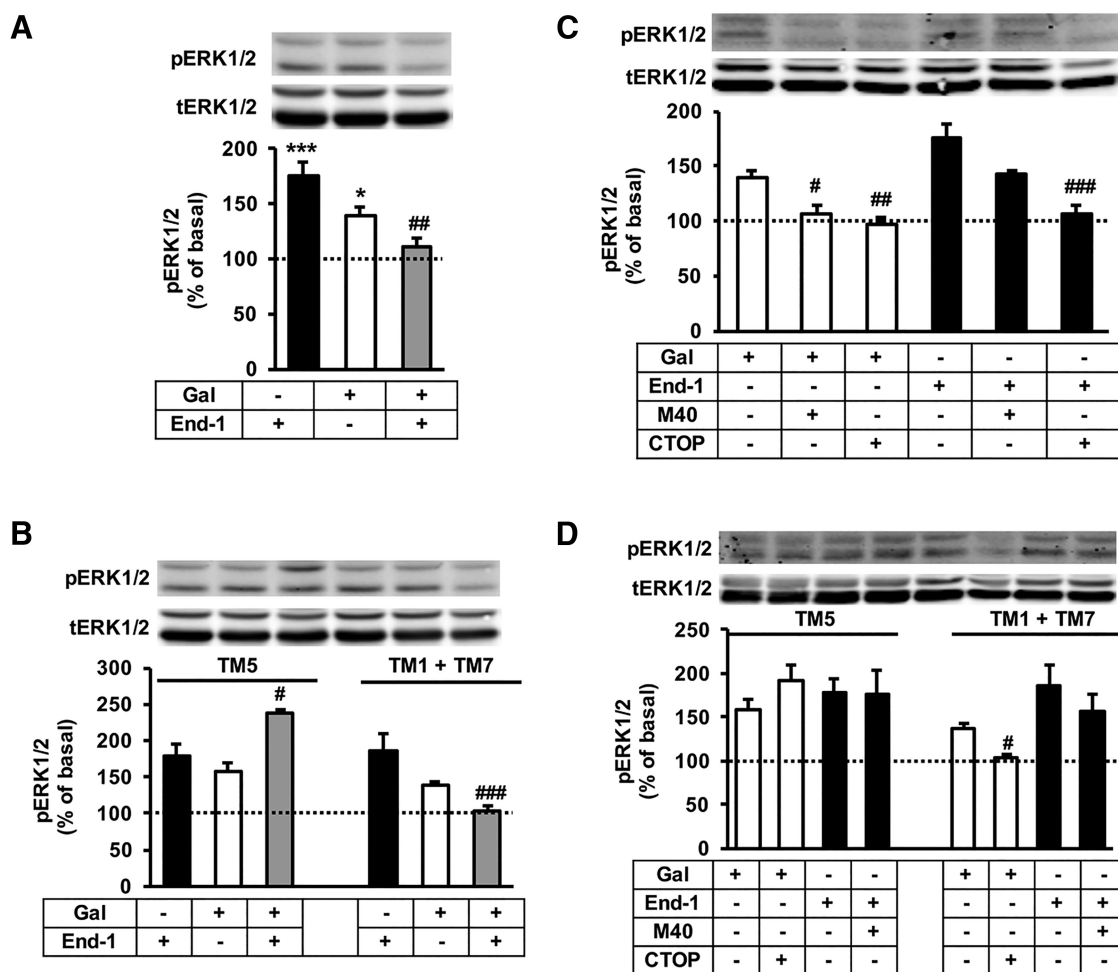 A
pERK1/2
tERK1/2
pERK1/2
(% of basal)
200
150
100
50
0
***
*
##
Gal - + +
End-1 + - +
B
pERK1/2
tERK1/2
TM5 TM1 + TM7
pERK1/2
(% of basal)
300
250
200
150
100
50
0
#
###
Gal - + + - + +
End-1 + - + + - +
C
pERK1/2
tERK1/2
pERK1/2
(% of basal)
200
150
100
50
0
#
##
###
Gal + + + - - -
End-1 - - - + + +
M40 - + - - + -
CTOP - - + - - +
D
pERK1/2
tERK1/2
TM5 TM1 + TM7
pERK1/2
(% of basal)
250
200
150
100
50
0
#
Gal + + - - + + - -
End-1 - - + + - - + +
M40 - - - + - - - +
CTOP - + - - - + - -